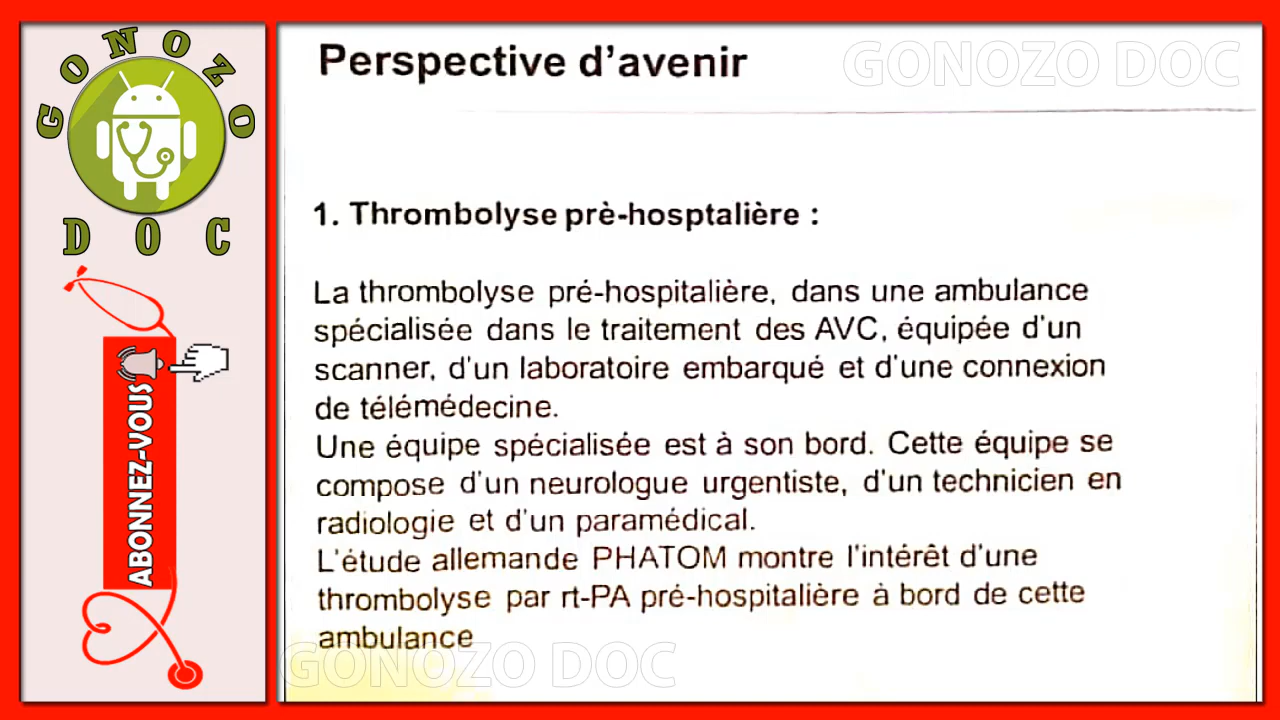 GONOZO
DOC
ABONNEZ-VOUS
Perspective d'avenir
GONOZO DOC
1. Thrombolyse prè-hosptalière :
La thrombolyse pré-hospitalière, dans une ambulance
spécialisée dans le traitement des AVC, équipée d'un
scanner, d'un laboratoire embarqué et d'une connexion
de télémédecine.
Une équipe spécialisée est à son bord. Cette équipe se
compose d'un neurologue urgentiste, d'un technicien en
radiologie et d'un paramédical.
L'étude allemande PHATOM montre l'intérêt d'une
thrombolyse par rt-PA pré-hospitalière à bord de cette
ambulance
GONOZO DOC